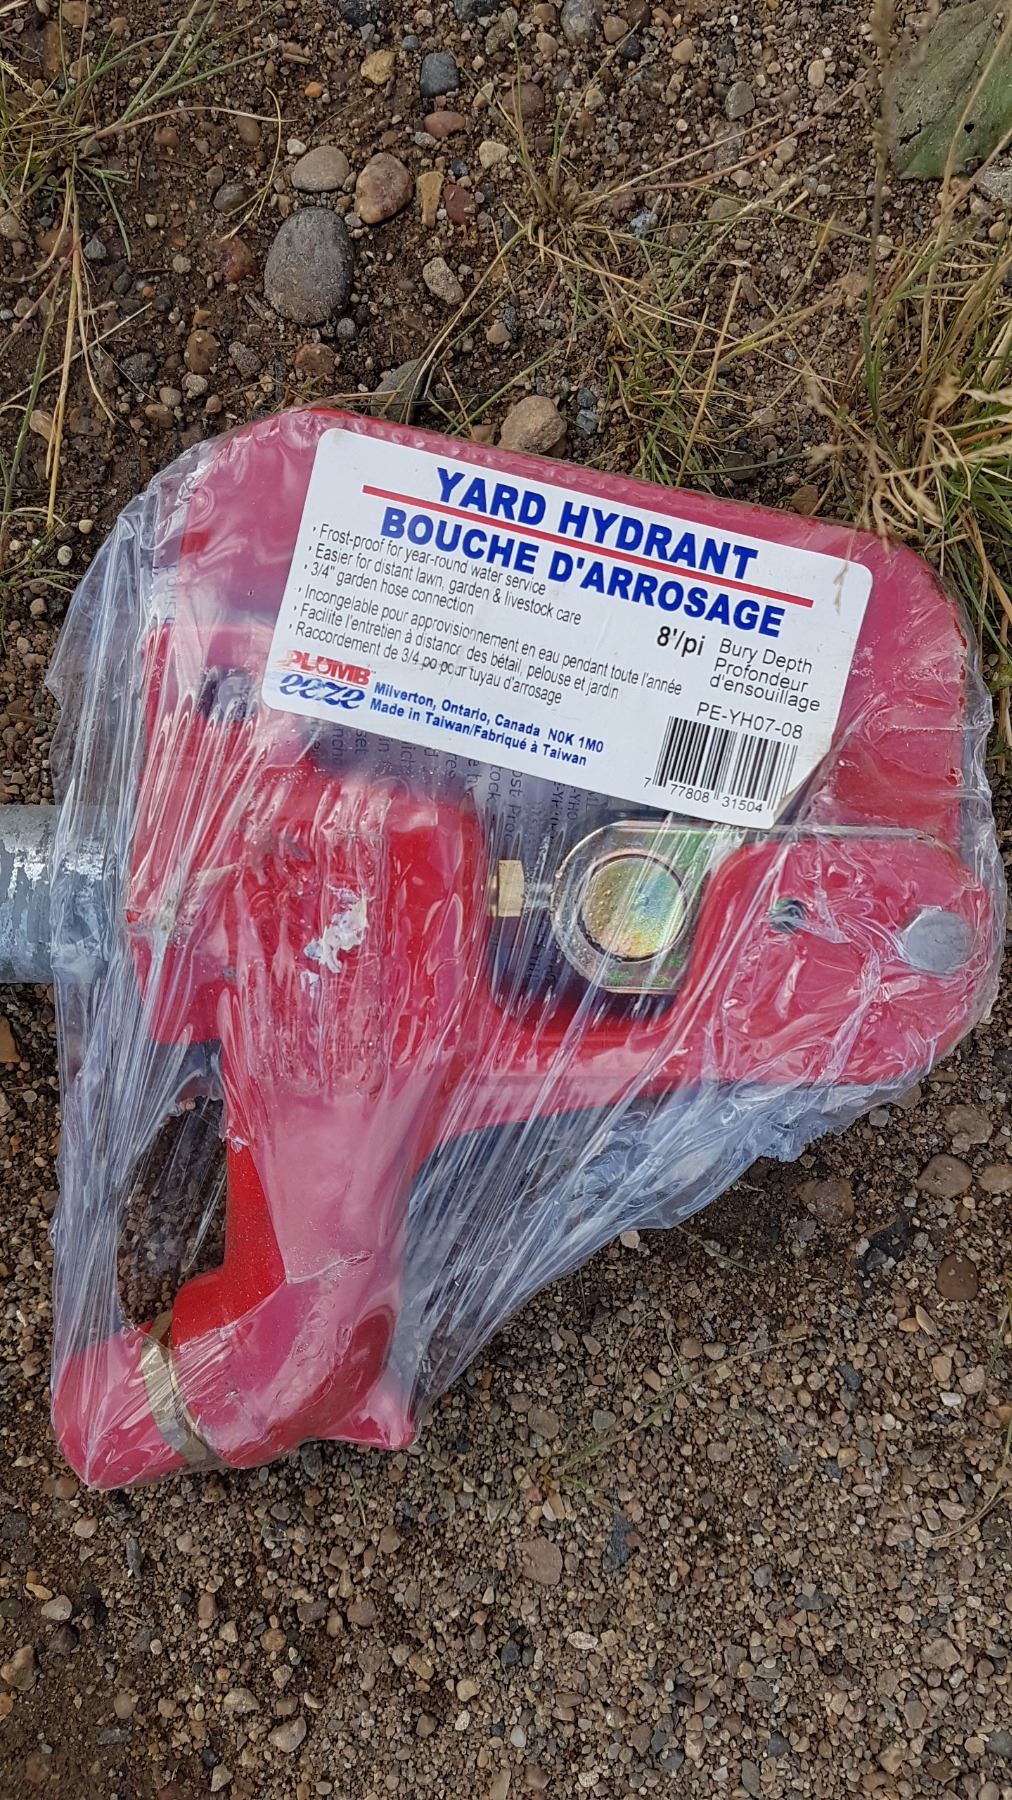 YARD HYDRANT
BOUCHE D'ARROSAGE
• Frost-proof for year-round water service
• Easier for distant lawn, garden & livestock care
• 3/4" garden hose connection
• Incongelable pour approvisionnement en eau pendant toute l'année
• Facilite l'entretien à distance des bétail, pelouse et jardin
• Raccordement de 3/4 po pour tuyau d'arrosage
8'/pi Bury Depth
Profondeur
d'ensouillage
PLUMB
eeze
Milverton, Ontario, Canada N0K 1M0
Made in Taiwan/Fabriqué à Taiwan
PE-YH07-08
7 77808 31504